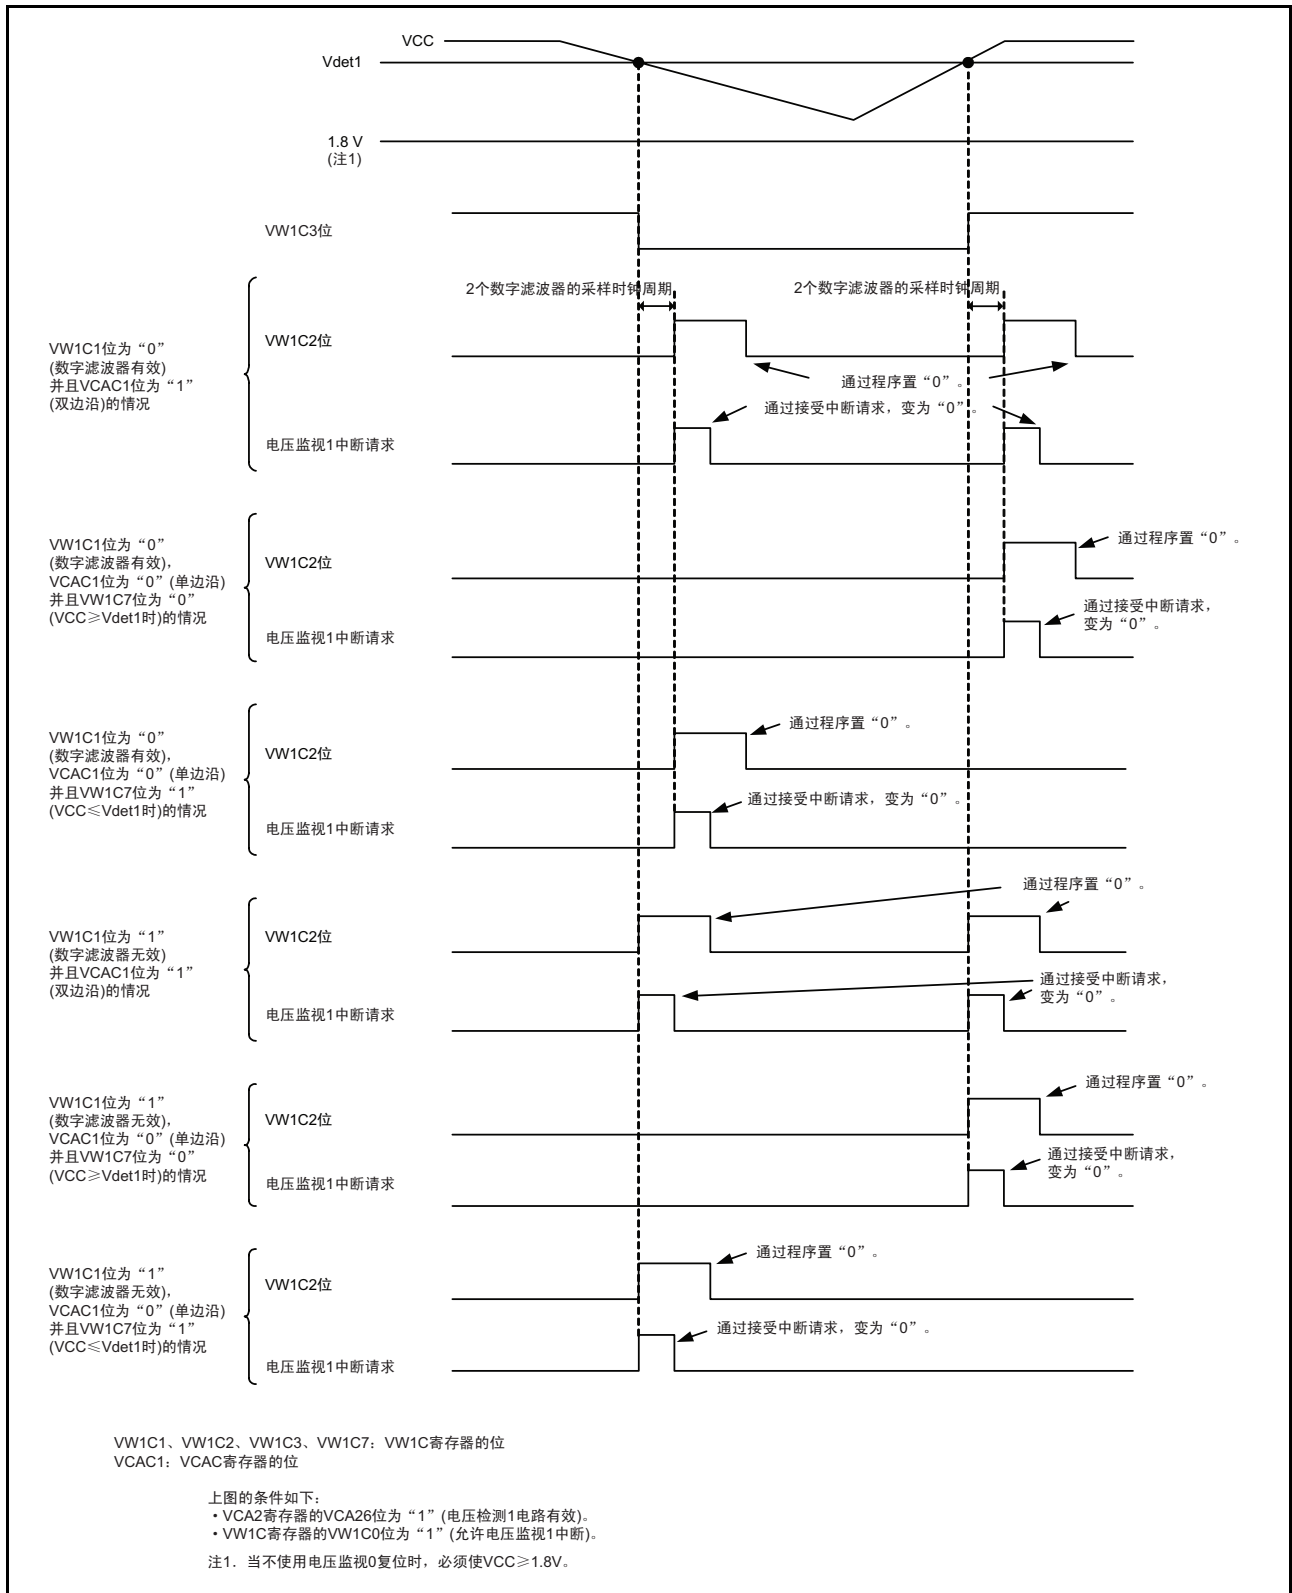 VCC
Vdet1
1.8 V
(注1)
VW1C3位
2个数字滤波器的采样时钟周期
2个数字滤波器的采样时钟周期
VW1C1位为“0”
(数字滤波器有效)
并且VCAC1位为“1”
(双边沿)的情况
VW1C2位
通过程序置“0”。
通过接受中断请求，变为“0”。
电压监视1中断请求
VW1C1位为“0”
(数字滤波器有效)，
VCAC1位为“0”(单边沿)
并且VW1C7位为“0”
(VCC≥Vdet1时)的情况
VW1C2位
通过程序置“0”。
通过接受中断请求，
变为“0”。
电压监视1中断请求
VW1C1位为“0”
(数字滤波器有效)，
VCAC1位为“0”(单边沿)
并且VW1C7位为“1”
(VCC≤Vdet1时)的情况
VW1C2位
通过程序置“0”。
通过接受中断请求，变为“0”。
电压监视1中断请求
VW1C1位为“1”
(数字滤波器无效)
并且VCAC1位为“1”
(双边沿)的情况
VW1C2位
通过程序置“0”。
通过接受中断请求，
变为“0”。
电压监视1中断请求
VW1C1位为“1”
(数字滤波器无效)，
VCAC1位为“0”(单边沿)
并且VW1C7位为“0”
(VCC≥Vdet1时)的情况
VW1C2位
通过程序置“0”。
通过接受中断请求，
变为“0”。
电压监视1中断请求
VW1C1位为“1”
(数字滤波器无效)，
VCAC1位为“0”(单边沿)
并且VW1C7位为“1”
(VCC≤Vdet1时)的情况
VW1C2位
通过程序置“0”。
通过接受中断请求，变为“0”。
电压监视1中断请求
VW1C1、VW1C2、VW1C3、VW1C7：VW1C寄存器的位
VCAC1：VCAC寄存器的位
上图的条件如下：
・VCA2寄存器的VCA26位为“1”(电压检测1电路有效)。
・VW1C寄存器的VW1C0位为“1”(允许电压监视1中断)。
注1. 当不使用电压监视0复位时，必须使VCC≥1.8V。